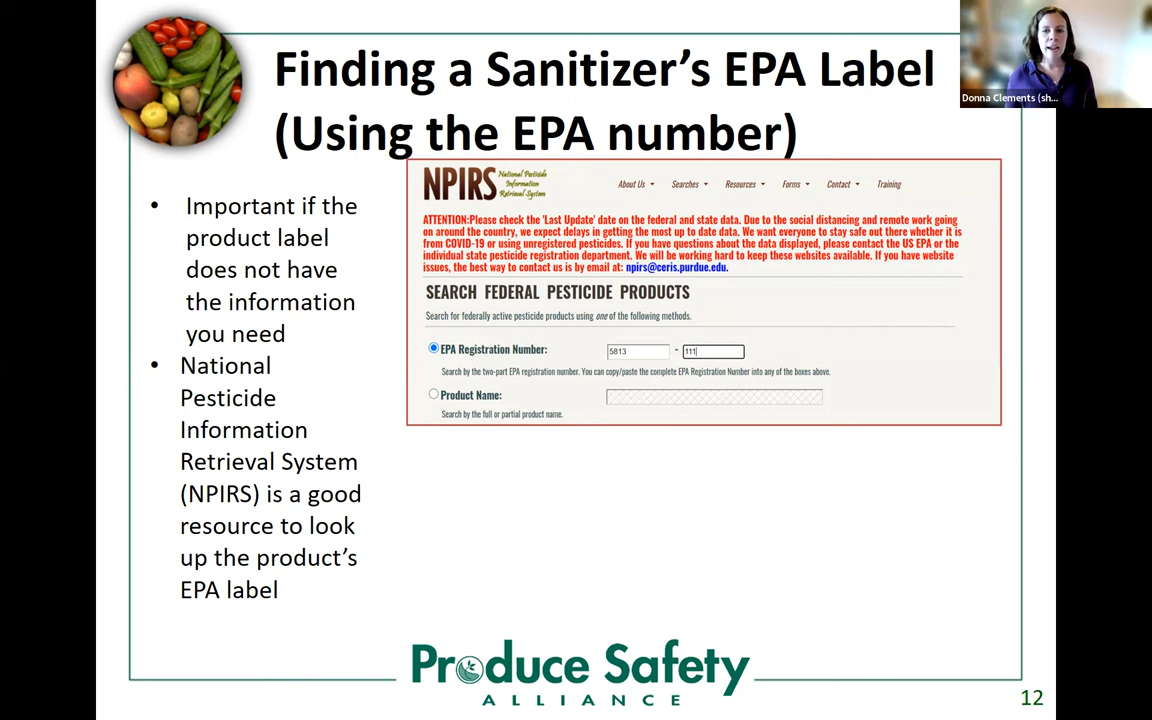 Finding a Sanitizer’s EPA Label
(Using the EPA number)
Donna Clements (sh...
• Important if the
product label
does not have
the information
you need
• National
Pesticide
Information
Retrieval System
(NPIRS) is a good
resource to look
up the product’s
EPA label
NPIRS National Pesticide
Information
Retrieval System
About Us Searches Resources Forms Contact Training
ATTENTION:Please check the 'Last Update' date on the federal and state data. Due to the social distancing and remote work going
on around the country, we expect delays in getting the most up to date data. We want everyone to stay safe out there whether it is
from COVID-19 or using unregistered pesticides. If you have questions about the data displayed, please contact the US EPA or the
individual state pesticide registration department. We will be working hard to keep these websites available. If you have website
issues, the best way to contact us is by email at: npirs@ceris.purdue.edu.
SEARCH FEDERAL PESTICIDE PRODUCTS
Search for federally active pesticide products using one of the following methods.
EPA Registration Number: 5813 - 111
Search by the two-part EPA registration number. You can copy/paste the complete EPA Registration Number into any of the boxes above.
Product Name:
Search by the full or partial product name.
Produce Safety
ALLIANCE
12